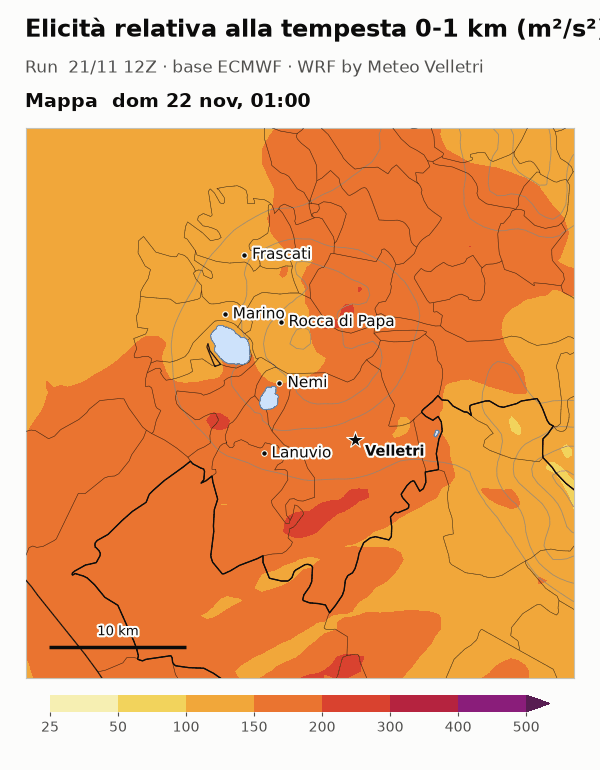 Elicità relativa alla tempesta 0-1 km (m²/s²)
Run 21/11 12Z · base ECMWF · WRF by Meteo Velletri
Mappa dom 22 nov, 01:00
Frascati
Marino
Rocca di Papa
Nemi
Velletri
Lanuvio
10 km
25 50 100 150 200 300 400 500